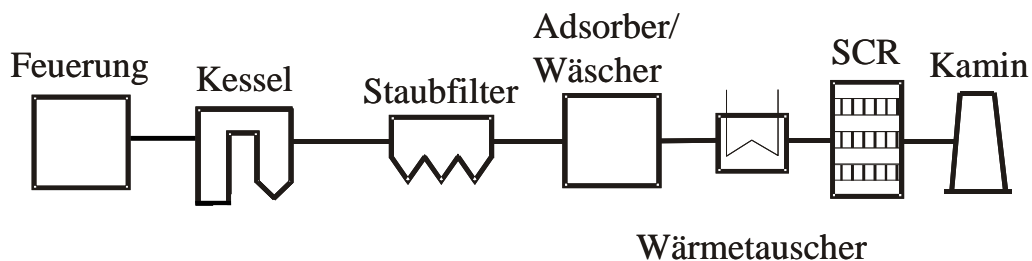 Feuerung
Kessel
Staubfilter
Adsorber/
Wäscher
SCR
Kamin
Wärmetauscher